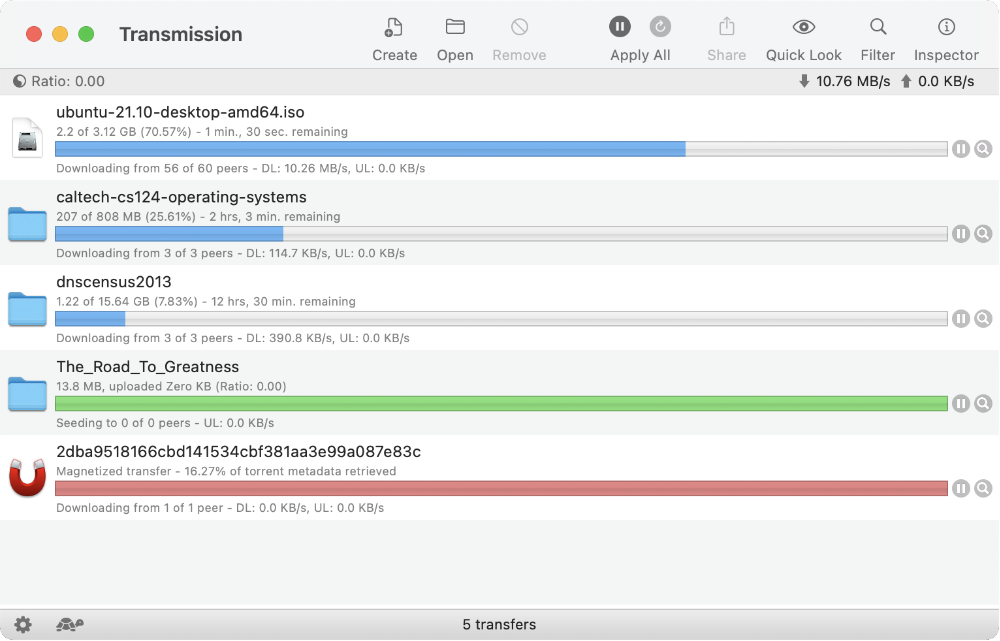 Transmission
Create Open Remove Apply All Share Quick Look Filter Inspector
Ratio: 0.00 10.76 MB/s 0.0 KB/s
ubuntu-21.10-desktop-amd64.iso
2.2 of 3.12 GB (70.57%) - 1 min., 30 sec. remaining
Downloading from 56 of 60 peers - DL: 10.26 MB/s, UL: 0.0 KB/s
caltech-cs124-operating-systems
207 of 808 MB (25.61%) - 2 hrs, 3 min. remaining
Downloading from 3 of 3 peers - DL: 114.7 KB/s, UL: 0.0 KB/s
dnscensus2013
1.22 of 15.64 GB (7.83%) - 12 hrs, 30 min. remaining
Downloading from 3 of 3 peers - DL: 390.8 KB/s, UL: 0.0 KB/s
The_Road_To_Greatness
13.8 MB, uploaded Zero KB (Ratio: 0.00)
Seeding to 0 of 0 peers - UL: 0.0 KB/s
2dba9518166cbd141534cbf381aa3e99a087e83c
Magnetized transfer - 16.27% of torrent metadata retrieved
Downloading from 1 of 1 peer - DL: 0.0 KB/s, UL: 0.0 KB/s
5 transfers